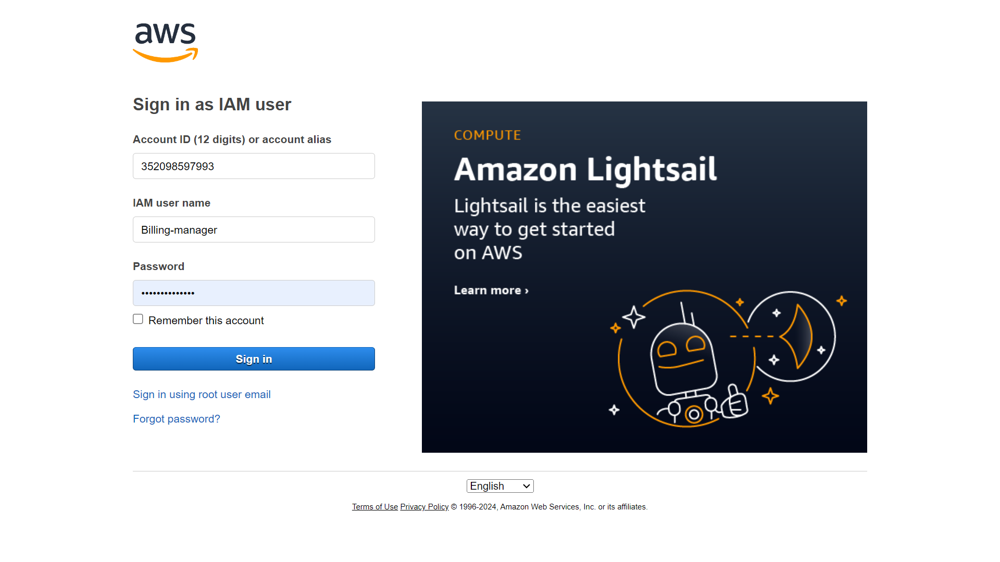 aws
Sign in as IAM user
Account ID (12 digits) or account alias
352098597993
IAM user name
Billing-manager
Password
••••••••••••••
Remember this account
Sign in
Sign in using root user email
Forgot password?
COMPUTE
Amazon Lightsail
Lightsail is the easiest
way to get started
on AWS
Learn more ›
English
Terms of Use Privacy Policy © 1996-2024, Amazon Web Services, Inc. or its affiliates.